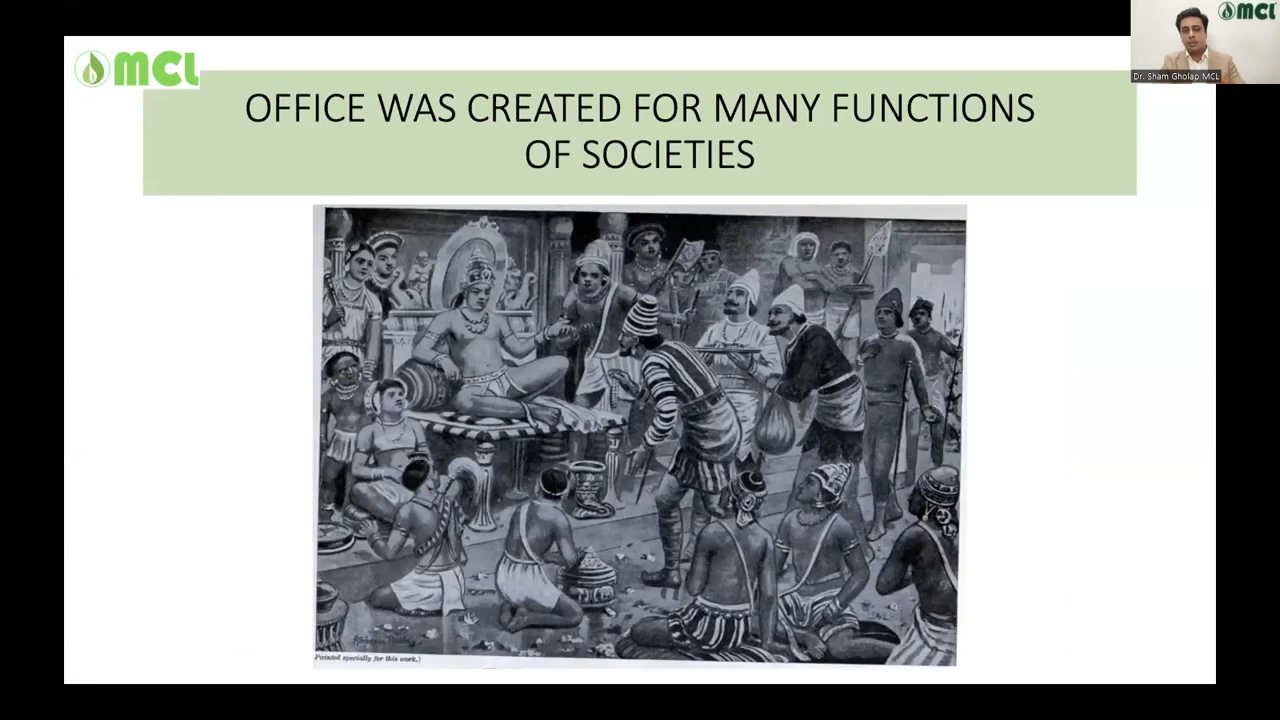 MCL
OFFICE WAS CREATED FOR MANY FUNCTIONS
OF SOCIETIES
Painted specially for this work.]
MCL
Dr. Sham Gholap MCL